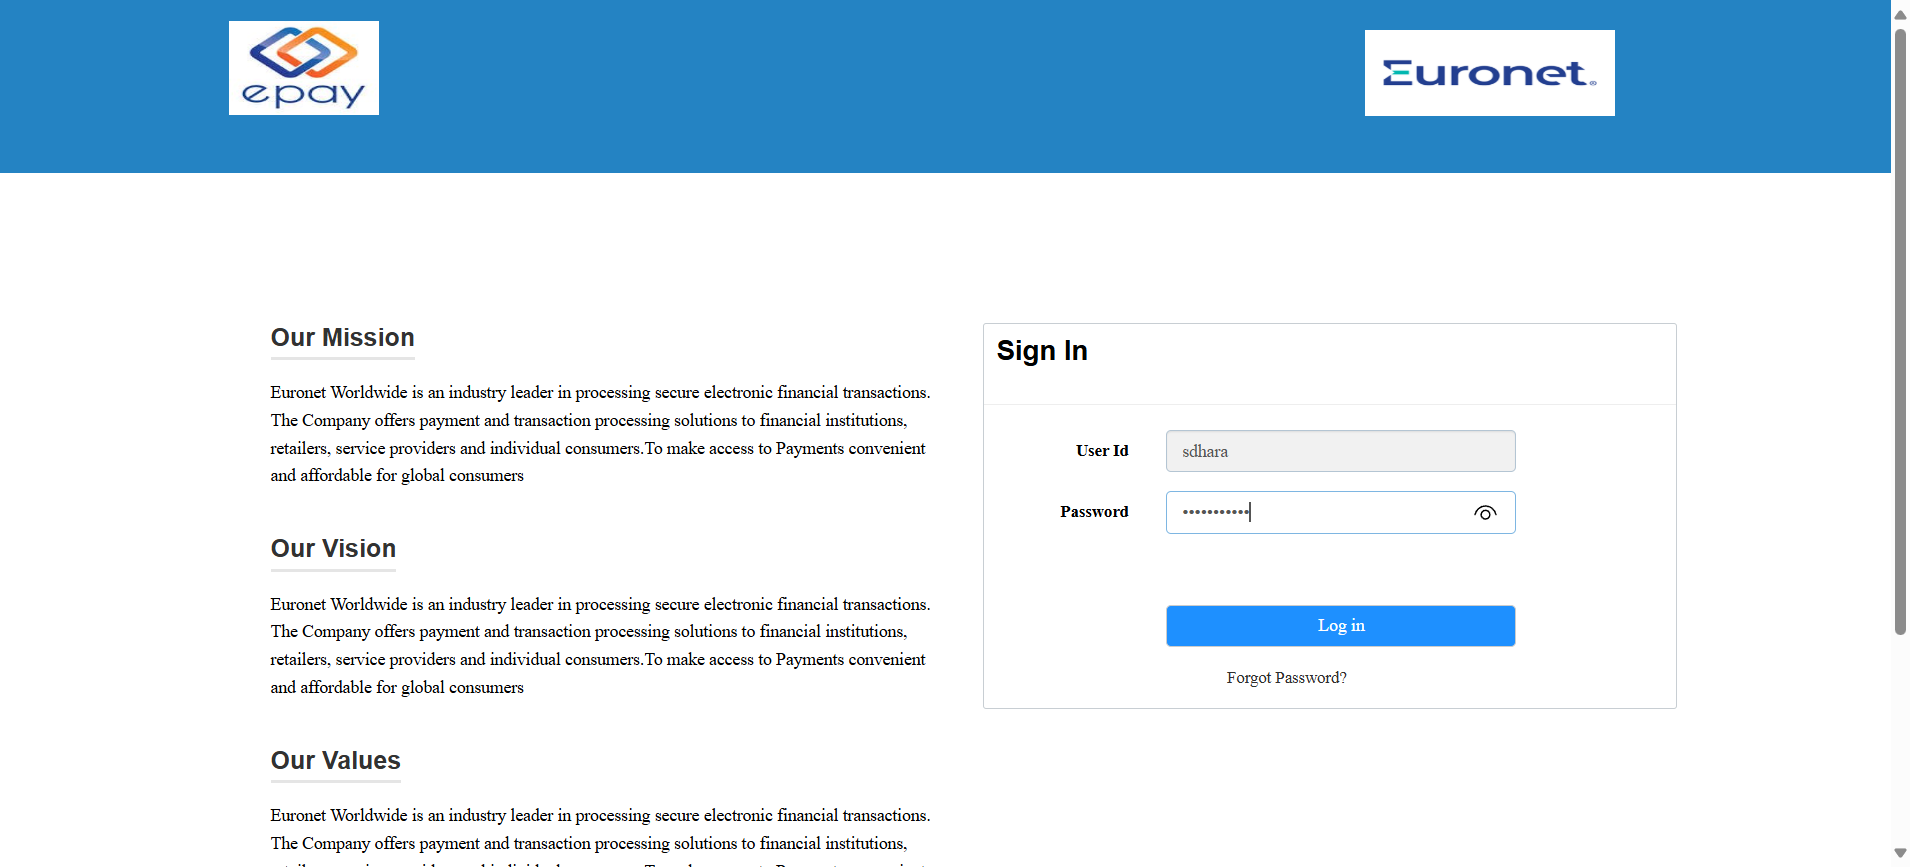 epay
Euronet
Our Mission
Euronet Worldwide is an industry leader in processing secure electronic financial transactions.
The Company offers payment and transaction processing solutions to financial institutions,
retailers, service providers and individual consumers.To make access to Payments convenient
and affordable for global consumers
Our Vision
Euronet Worldwide is an industry leader in processing secure electronic financial transactions.
The Company offers payment and transaction processing solutions to financial institutions,
retailers, service providers and individual consumers.To make access to Payments convenient
and affordable for global consumers
Our Values
Euronet Worldwide is an industry leader in processing secure electronic financial transactions.
The Company offers payment and transaction processing solutions to financial institutions,
Sign In
User Id
sdhara
Password
•••••••••••
Log in
Forgot Password?